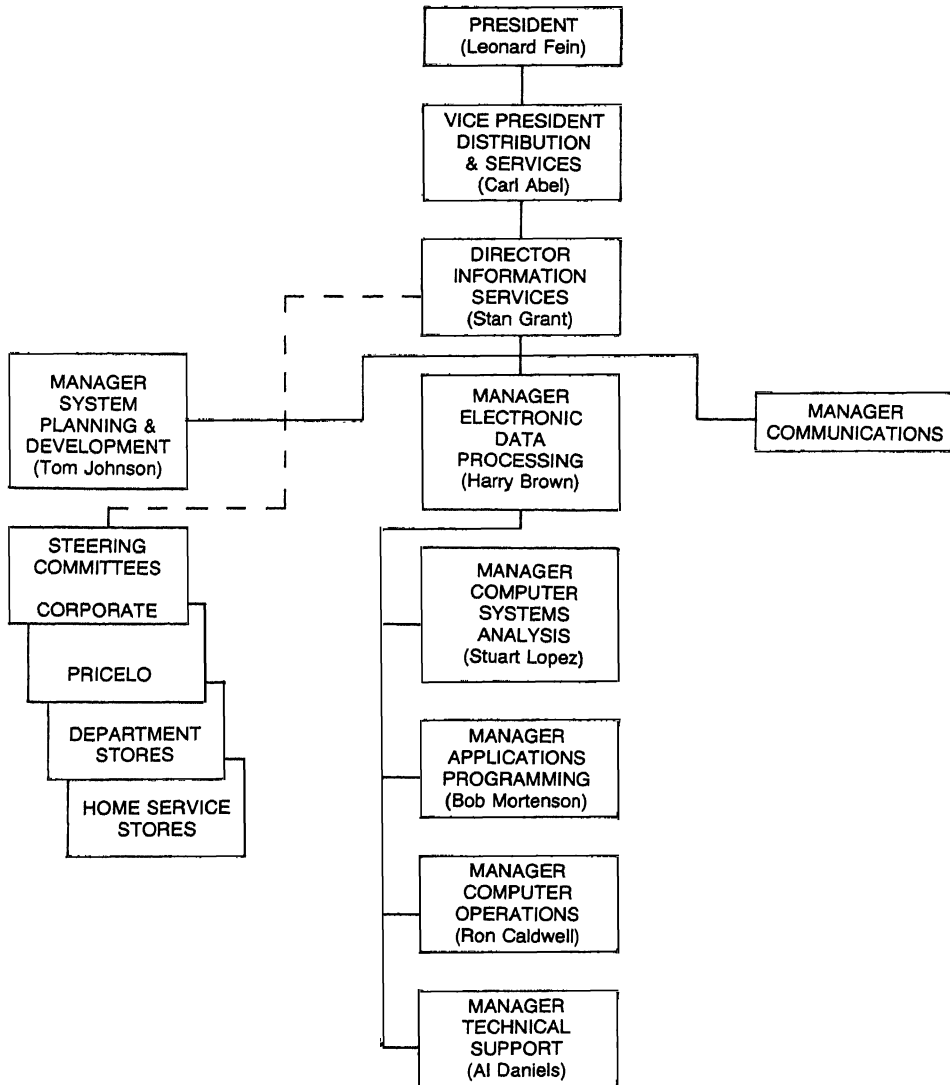 PRESIDENT
(Leonard Fein)
VICE PRESIDENT
DISTRIBUTION
& SERVICES
(Carl Abel)
DIRECTOR
INFORMATION
SERVICES
(Stan Grant)
MANAGER
SYSTEM
PLANNING &
DEVELOPMENT
(Tom Johnson)
MANAGER
ELECTRONIC
DATA
PROCESSING
(Harry Brown)
MANAGER
COMMUNICATIONS
STEERING
COMMITTEES
CORPORATE
PRICELO
DEPARTMENT
STORES
HOME SERVICE
STORES
MANAGER
COMPUTER
SYSTEMS
ANALYSIS
(Stuart Lopez)
MANAGER
APPLICATIONS
PROGRAMMING
(Bob Mortenson)
MANAGER
COMPUTER
OPERATIONS
(Ron Caldwell)
MANAGER
TECHNICAL
SUPPORT
(Al Daniels)